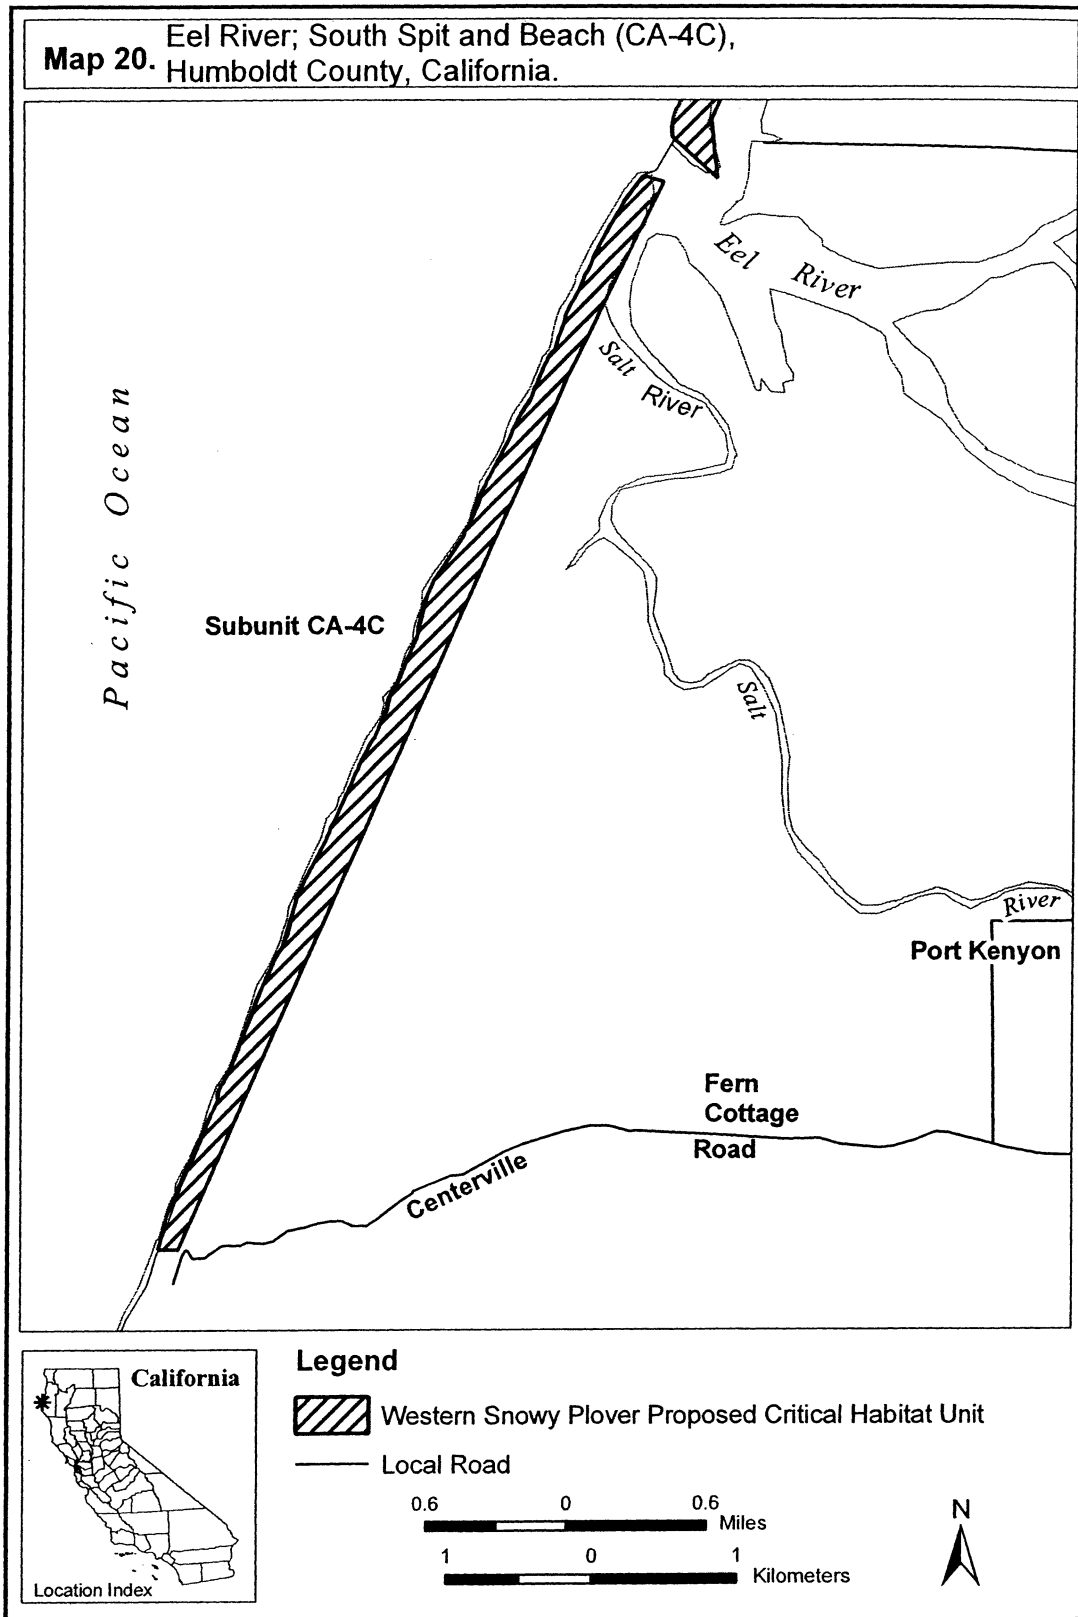 Map 20. Eel River; South Spit and Beach (CA-4C),
Humboldt County, California.
Eel River
Salt River
Pacific Ocean
Subunit CA-4C
Salt
River
Port Kenyon
Fern
Cottage
Road
Centerville
California
Location Index
Legend
Western Snowy Plover Proposed Critical Habitat Unit
Local Road
0.6 0 0.6
Miles
1 0 1
Kilometers
N